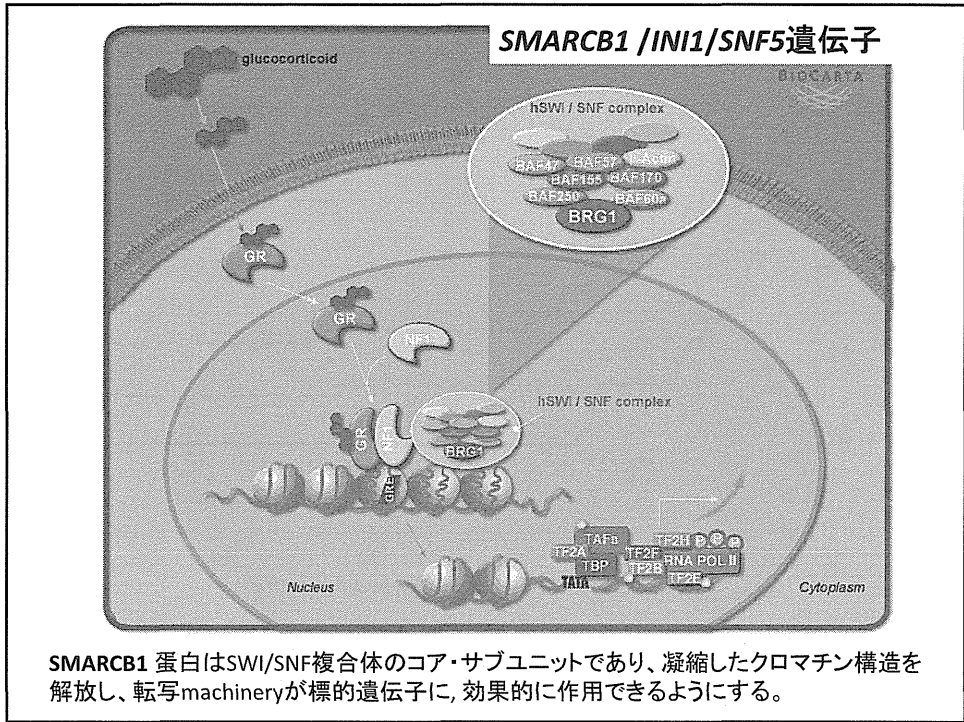 SMARCB1 /INI1/SNF5遺伝子
glucocorticoid
BIOCARTA
hSWI / SNF complex
BAF47
BAF57
β-Actin
BAF155
BAF170
BAF250
BAF60a
BRG1
GR
GR
NF1
hSWI / SNF complex
GR
NF1
BRG1
GRE
TAFs
TF2A
TBP
TF2F
TF2B
TF2H
P
P
P
RNA POL II
TF2E
TATA
Nucleus
Cytoplasm
SMARCB1 蛋白はSWI/SNF複合体のコア・サブユニットであり、凝縮したクロマチン構造を
解放し、転写machineryが標的遺伝子に, 効果的に作用できるようにする。